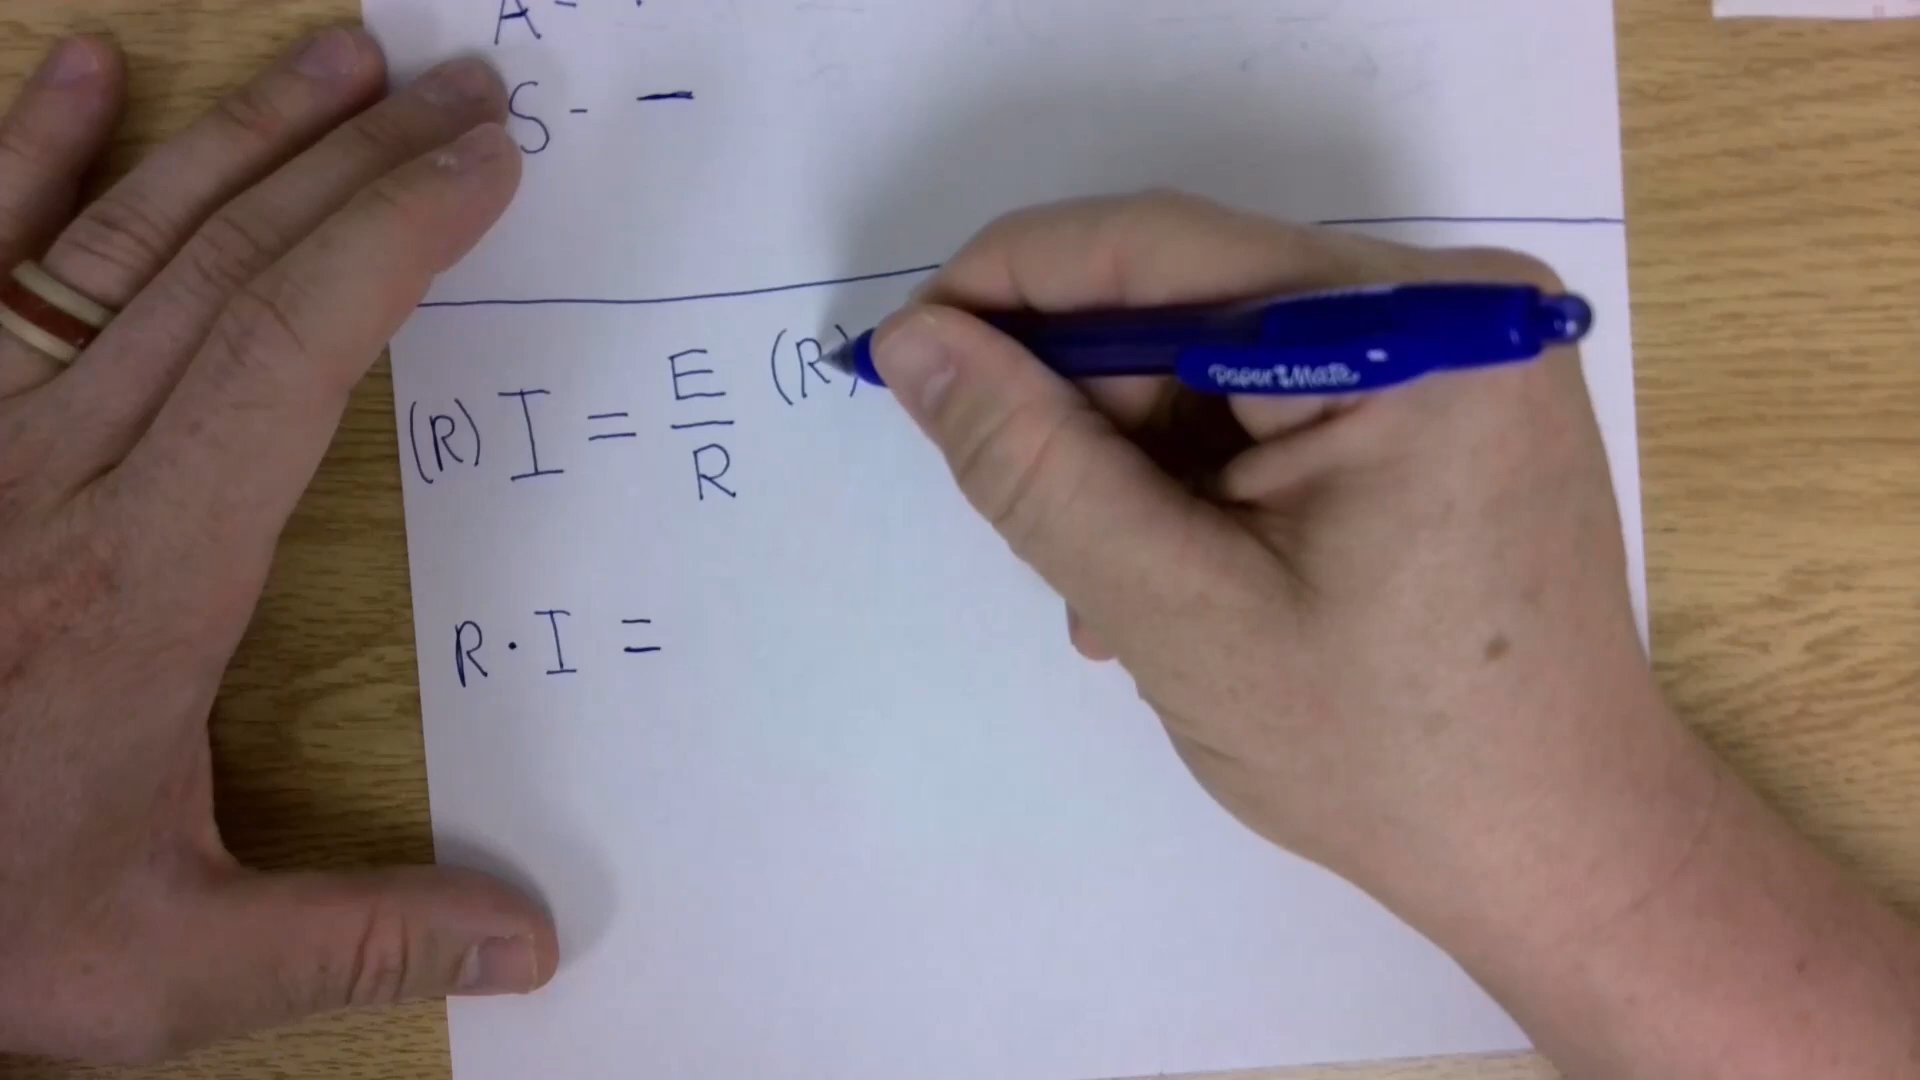 A -
S - –
(R) I = E/R (R)
R · I =
Paper Mate